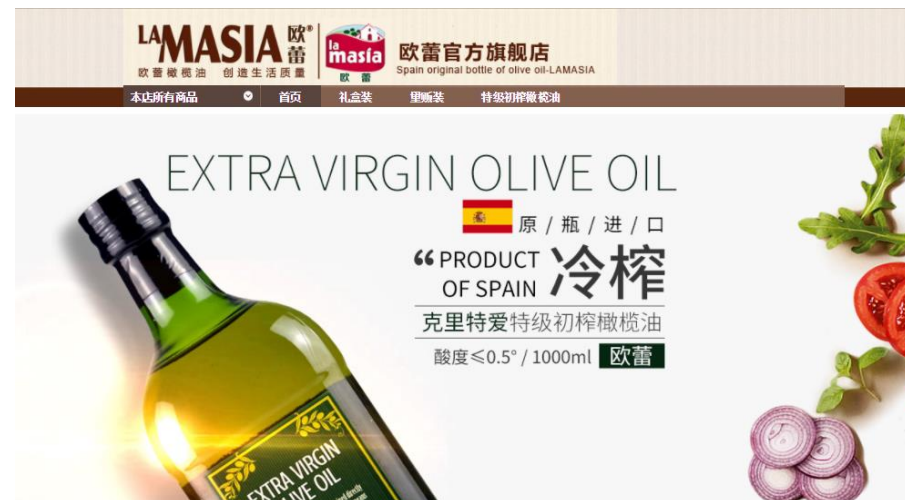 LAMASIA 欧蕾®
欧蕾橄榄油 创造生活质量
la masía
欧蕾
欧蕾官方旗舰店
Spain original bottle of olive oil-LAMASIA
本店所有商品 首页 礼盒装 里贩装 特级初榨橄榄油
EXTRA VIRGIN OLIVE OIL
原/瓶/进/口
“PRODUCT
OF SPAIN
冷榨
克里特爱特级初榨橄榄油
酸度≤0.5°/1000ml 欧蕾
EXTRA VIRGIN
OLIVE OIL